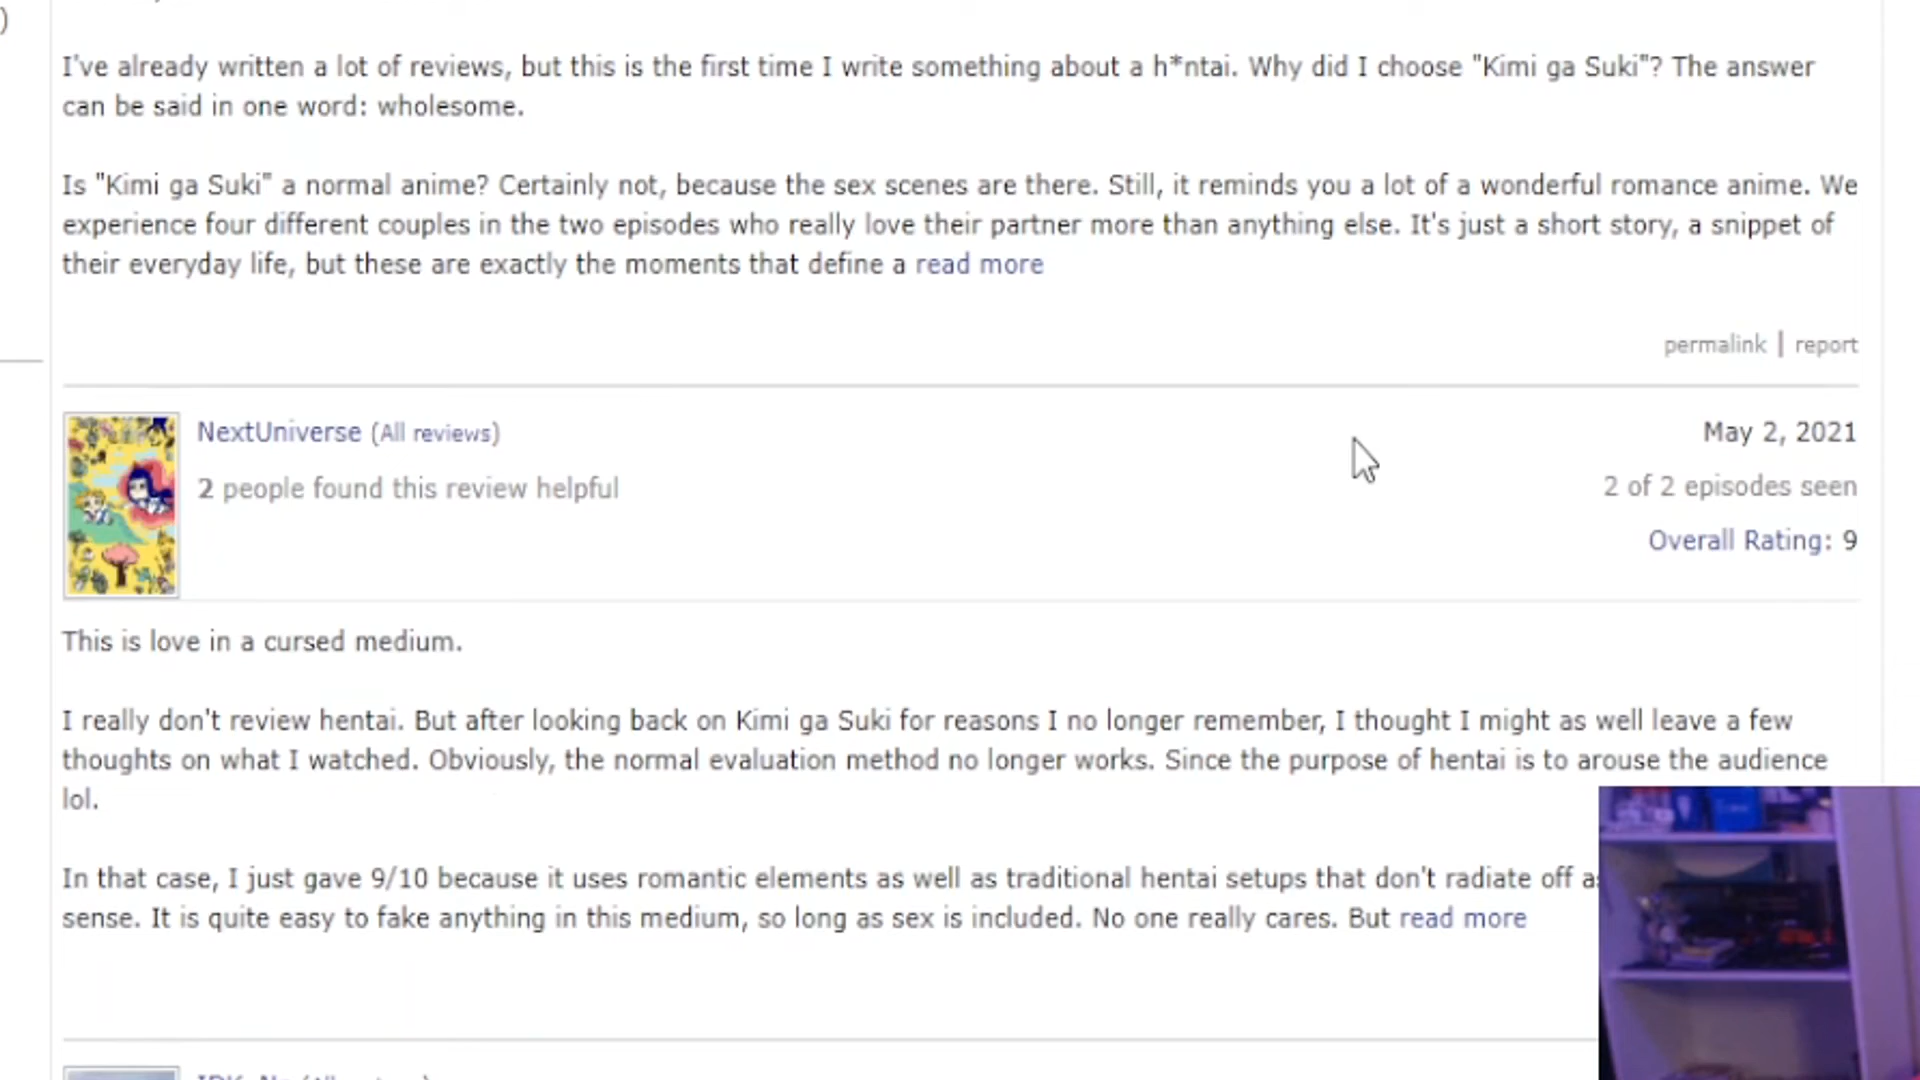 )
I've already written a lot of reviews, but this is the first time I write something about a h*ntai. Why did I choose "Kimi ga Suki"? The answer
can be said in one word: wholesome.
Is "Kimi ga Suki" a normal anime? Certainly not, because the sex scenes are there. Still, it reminds you a lot of a wonderful romance anime. We
experience four different couples in the two episodes who really love their partner more than anything else. It's just a short story, a snippet of
their everyday life, but these are exactly the moments that define a read more
permalink | report
NextUniverse (All reviews)
May 2, 2021
2 people found this review helpful
2 of 2 episodes seen
Overall Rating: 9
This is love in a cursed medium.
I really don't review hentai. But after looking back on Kimi ga Suki for reasons I no longer remember, I thought I might as well leave a few
thoughts on what I watched. Obviously, the normal evaluation method no longer works. Since the purpose of hentai is to arouse the audience
lol.
In that case, I just gave 9/10 because it uses romantic elements as well as traditional hentai setups that don't radiate off
sense. It is quite easy to fake anything in this medium, so long as sex is included. No one really cares. But read more